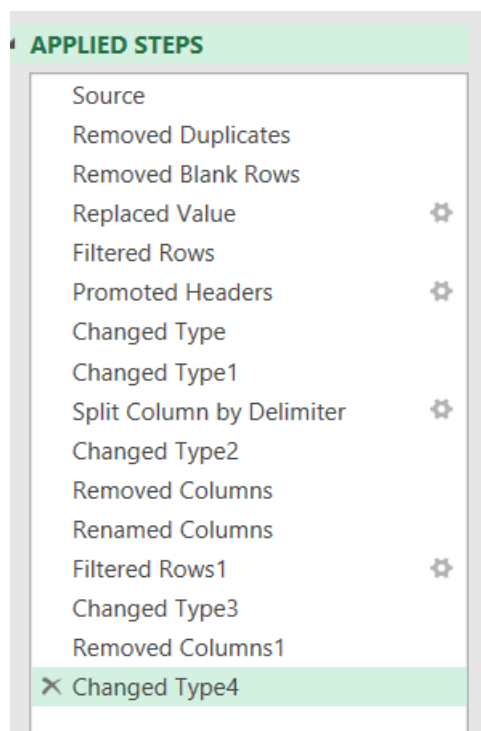 APPLIED STEPS
Source
Removed Duplicates
Removed Blank Rows
Replaced Value
Filtered Rows
Promoted Headers
Changed Type
Changed Type1
Split Column by Delimiter
Changed Type2
Removed Columns
Renamed Columns
Filtered Rows1
Changed Type3
Removed Columns1
Changed Type4